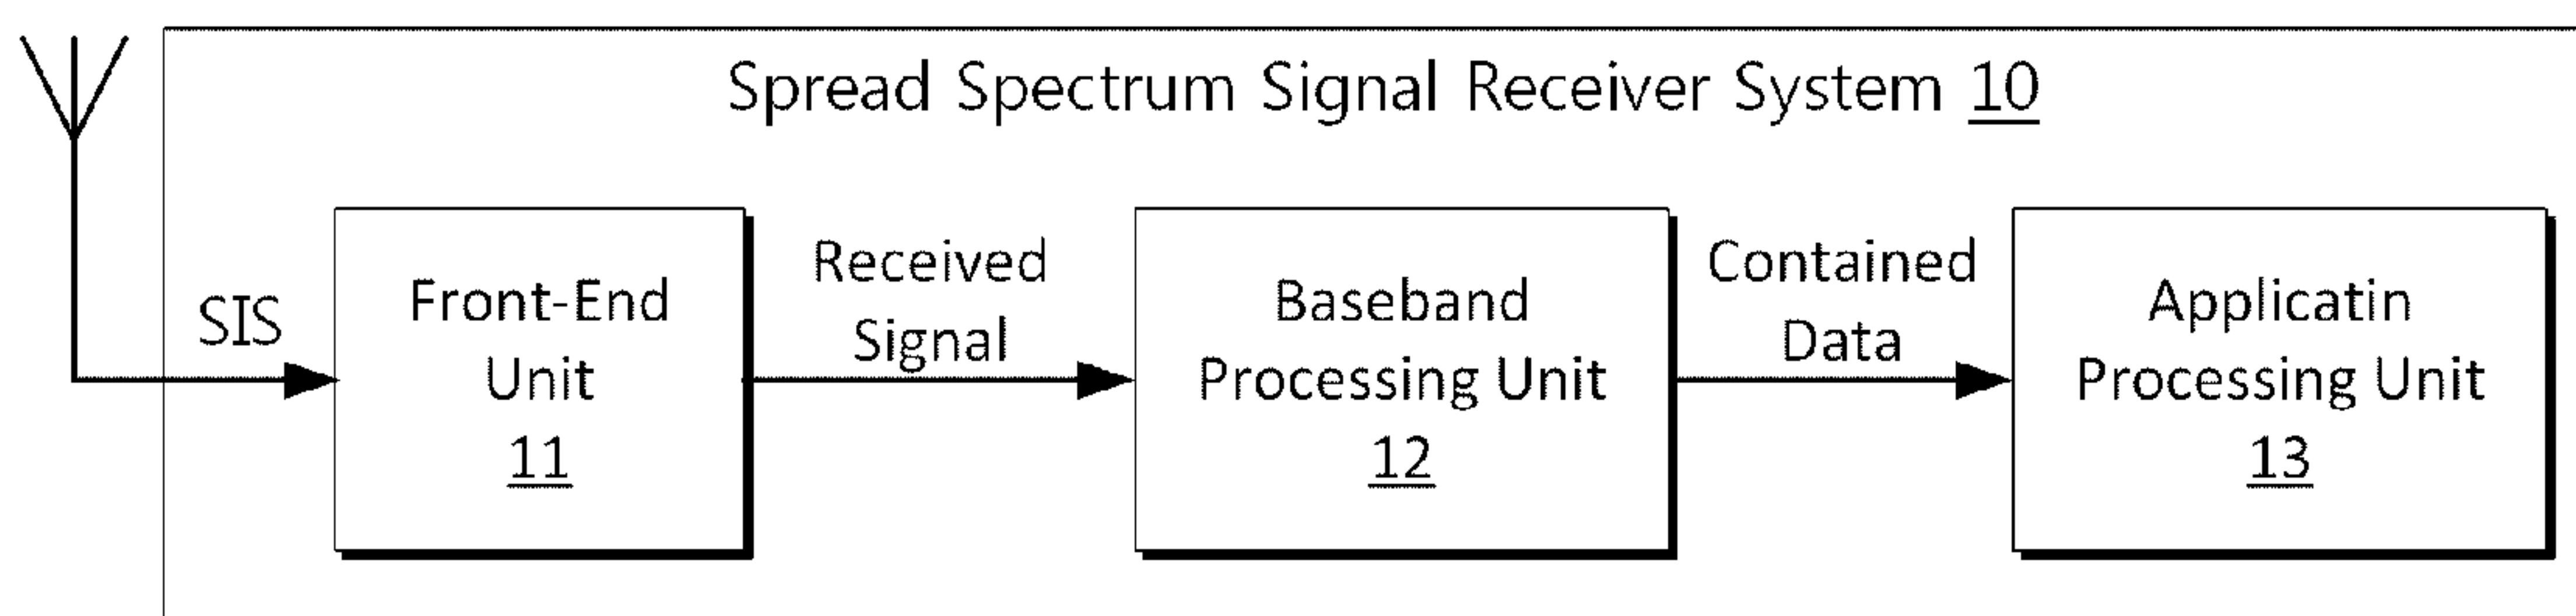 Spread Spectrum Signal Receiver System 10
SIS
Front-End
Unit
11
Received
Signal
Baseband
Processing Unit
12
Contained
Data
Applicatin
Processing Unit
13